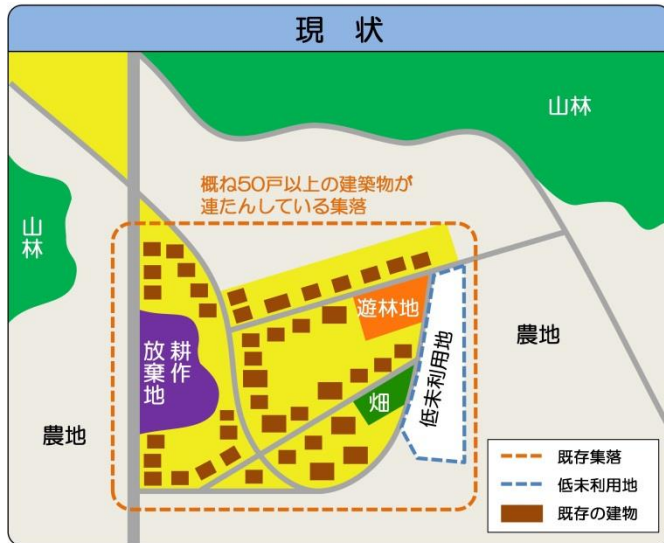 現 状
山林
概ね50戸以上の建築物が
連たんしている集落
山林
遊林地
農地
耕作
放棄地
畑
低未利用地
農地
既存集落
低未利用地
既存の建物